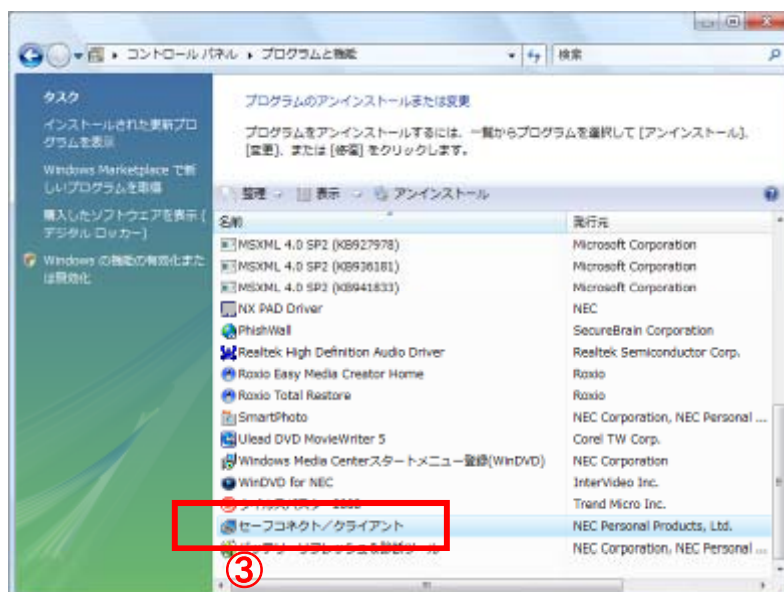 コントロール パネル ▸ プログラムと機能
検索
タスク
インストールされた更新プロ
グラムを表示
Windows Marketplace で新
しいプログラムを取得
購入したソフトウェアを表示 (
デジタル ロッカー)
Windows の機能の有効化また
は無効化
プログラムのアンインストールまたは変更
プログラムをアンインストールするには、一覧からプログラムを選択して [アンインストール]、
[変更]、または [修復] をクリックします。
整理 表示 アンインストール
名前 発行元
MSXML 4.0 SP2 (KB927978) Microsoft Corporation
MSXML 4.0 SP2 (KB936181) Microsoft Corporation
MSXML 4.0 SP2 (KB941833) Microsoft Corporation
NX PAD Driver NEC
PhishWall SecureBrain Corporation
Realtek High Definition Audio Driver Realtek Semiconductor Corp.
Roxio Easy Media Creator Home Roxio
Roxio Total Restore Roxio
SmartPhoto NEC Corporation, NEC Personal ...
Ulead DVD MovieWriter 5 Corel TW Corp.
Windows Media Centerスタートメニュー登録(WinDVD) NEC Corporation
WinDVD for NEC InterVideo Inc.
Trend Micro Inc.
セーフコネクト／クライアント NEC Personal Products, Ltd.
NEC Corporation, NEC Personal ...
③